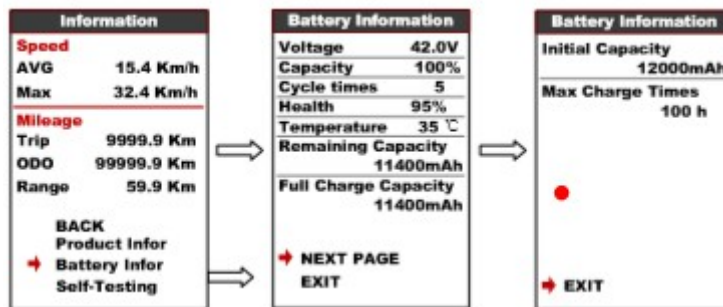 Information
Speed
AVG 15.4 Km/h
Max 32.4 Km/h
Mileage
Trip 9999.9 Km
ODO 99999.9 Km
Range 59.9 Km
BACK
Product Infor
Battery Infor
Self-Testing
Battery Information
Voltage 42.0V
Capacity 100%
Cycle times 5
Health 95%
Temperature 35 ℃
Remaining Capacity
11400mAh
Full Charge Capacity
11400mAh
NEXT PAGE
EXIT
Battery Information
Initial Capacity
12000mAh
Max Charge Times
100 h
EXIT